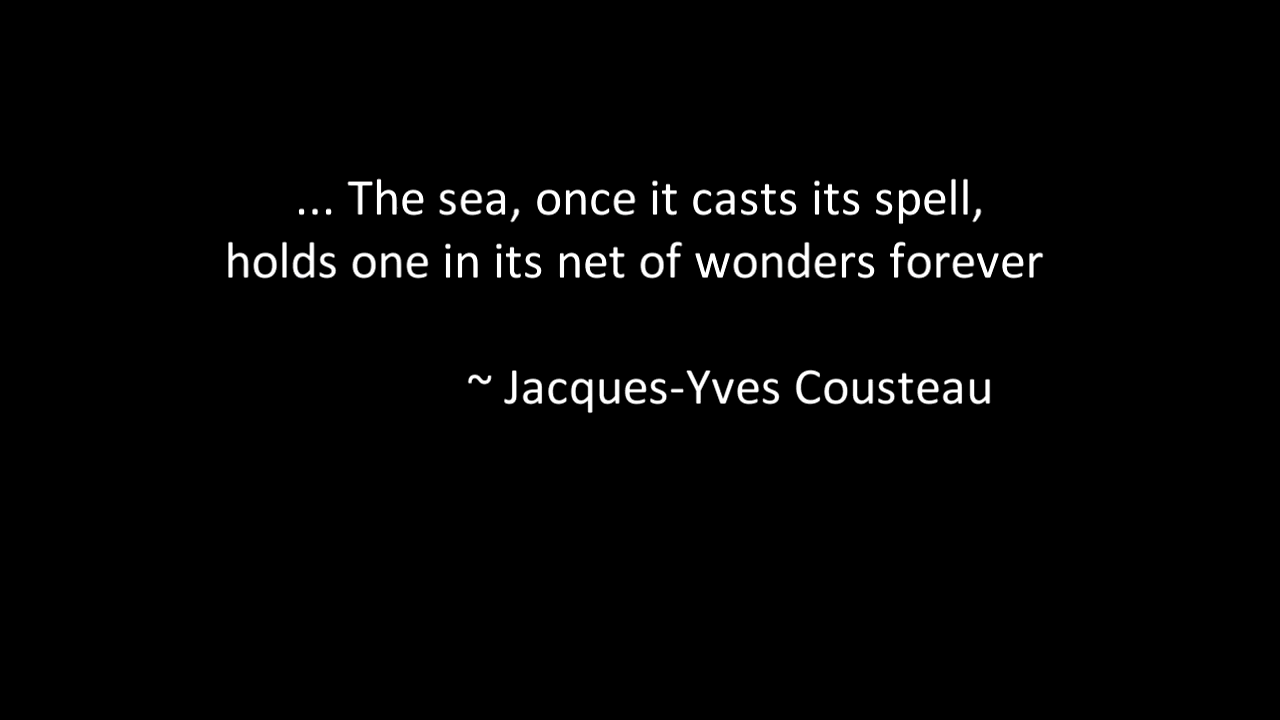 ... The sea, once it casts its spell,
holds one in its net of wonders forever
~ Jacques-Yves Cousteau